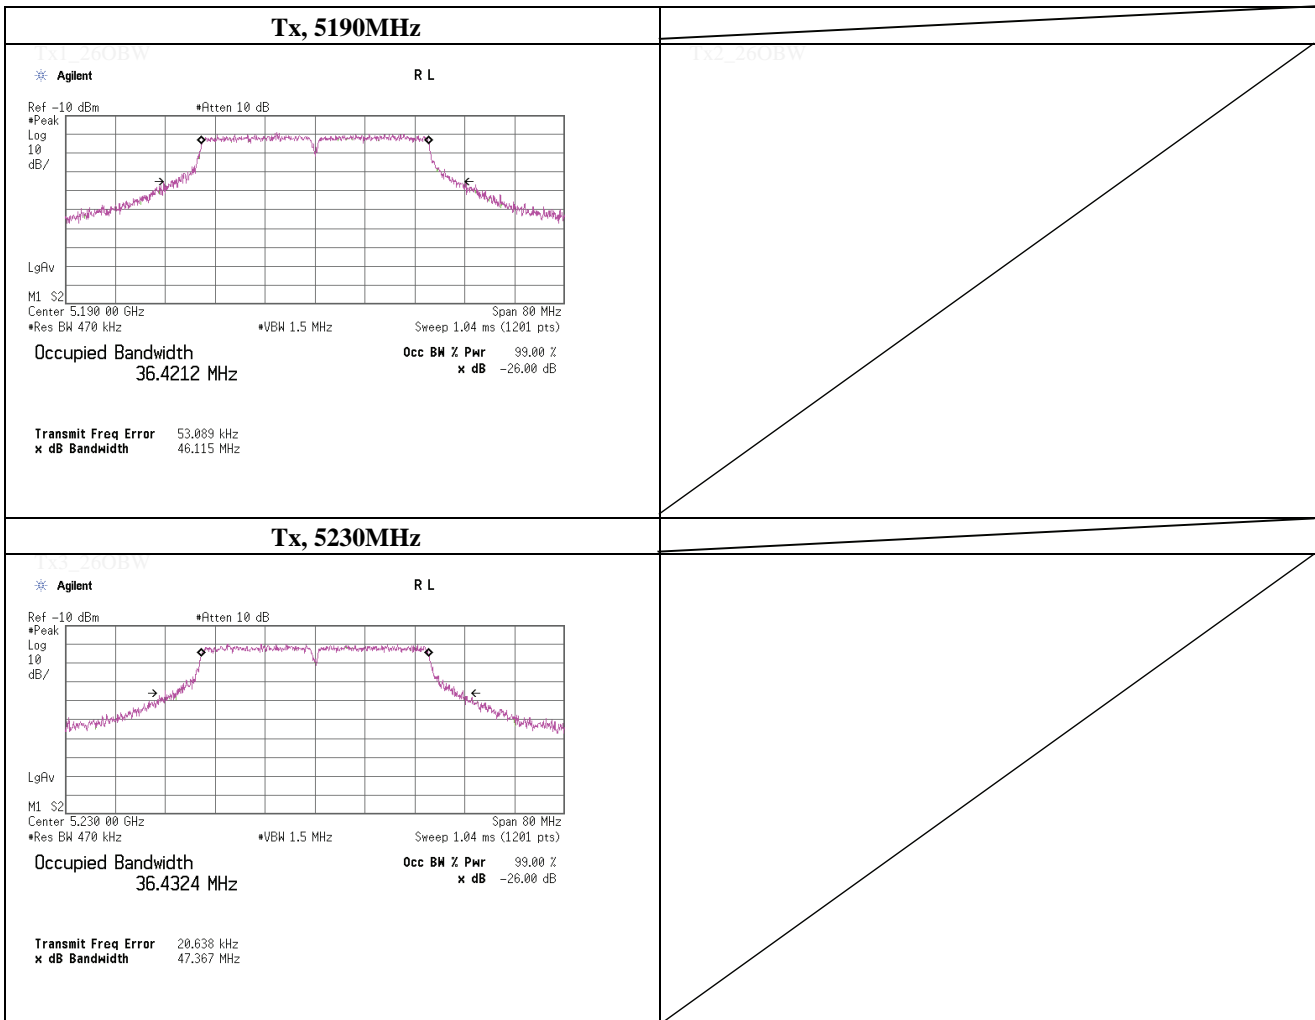 Tx, 5190MHz
Tx1_26OBW
Tx2_26OBW
Agilent
R L
Ref -10 dBm
#Atten 10 dB
#Peak
Log
10
dB/
LgAv
M1 S2
Center 5.190 00 GHz
Span 80 MHz
#Res BW 470 kHz
#VBW 1.5 MHz
Sweep 1.04 ms (1201 pts)
Occupied Bandwidth
36.4212 MHz
Occ BW % Pwr 99.00 %
x dB -26.00 dB
Transmit Freq Error 53.089 kHz
x dB Bandwidth 46.115 MHz
Tx, 5230MHz
Tx3_26OBW
Agilent
R L
Ref -10 dBm
#Atten 10 dB
#Peak
Log
10
dB/
LgAv
M1 S2
Center 5.230 00 GHz
Span 80 MHz
#Res BW 470 kHz
#VBW 1.5 MHz
Sweep 1.04 ms (1201 pts)
Occupied Bandwidth
36.4324 MHz
Occ BW % Pwr 99.00 %
x dB -26.00 dB
Transmit Freq Error 20.638 kHz
x dB Bandwidth 47.367 MHz